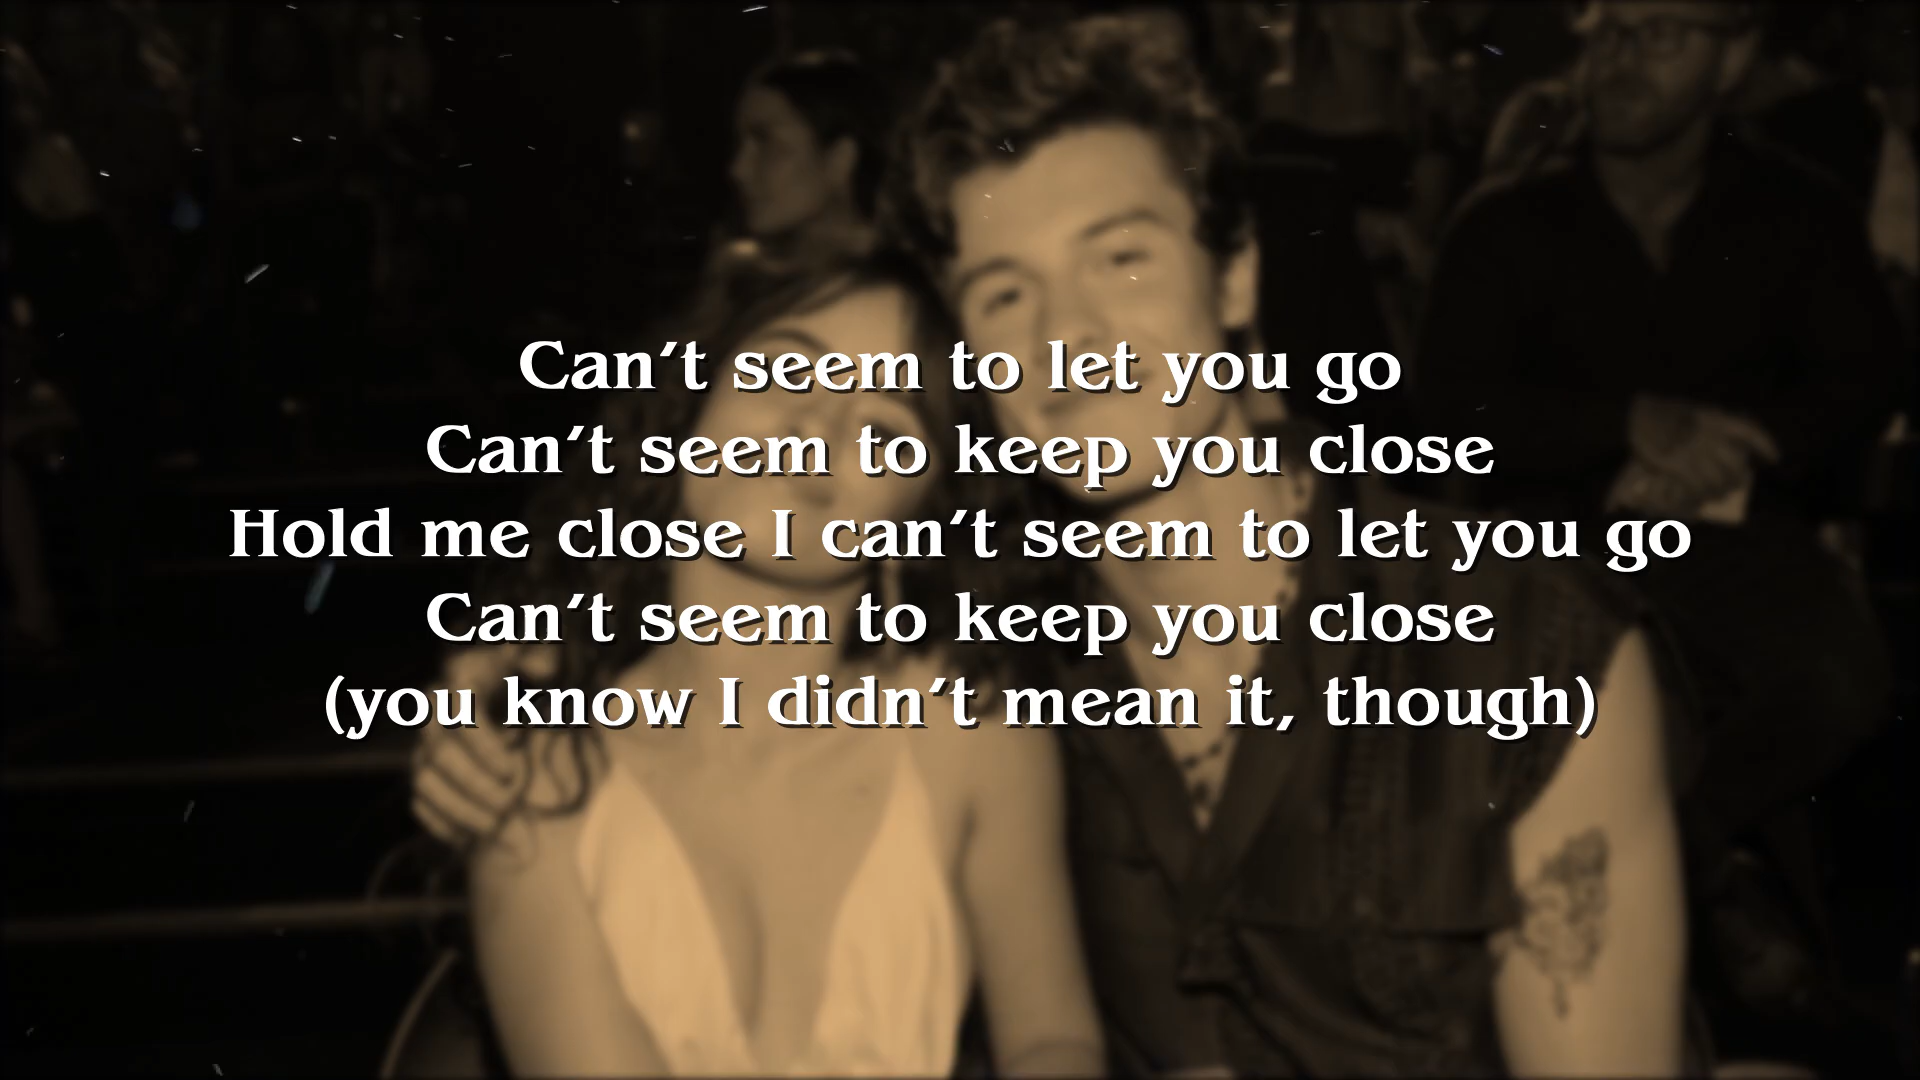 Can't seem to let you go
Can't seem to keep you close
Hold me close I can't seem to let you go
Can't seem to keep you close
(you know I didn't mean it, though)